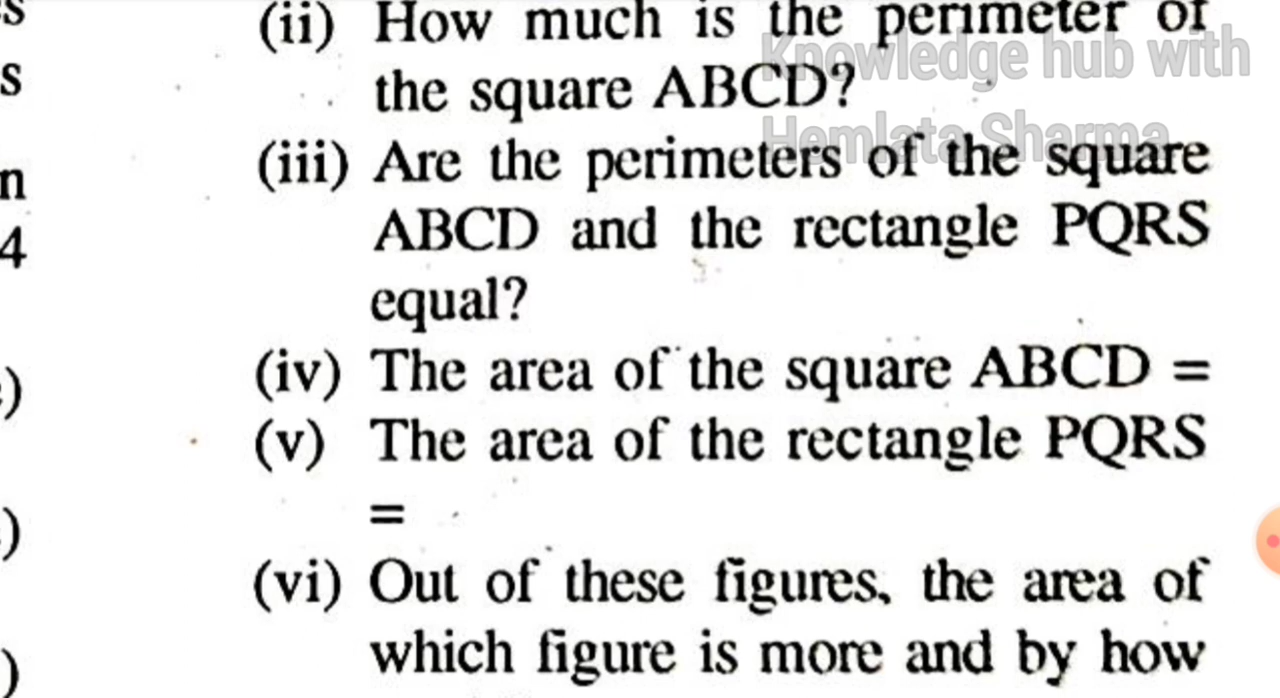 s
(ii) How much is the perimeter of
Knowledge hub with
s
the square ABCD?
Hemlata Sharma
(iii) Are the perimeters of the square
n
ABCD and the rectangle PQRS
4
equal?
(iv) The area of the square ABCD =
)
(v) The area of the rectangle PQRS
=
)
(vi) Out of these figures, the area of
which figure is more and by how
)